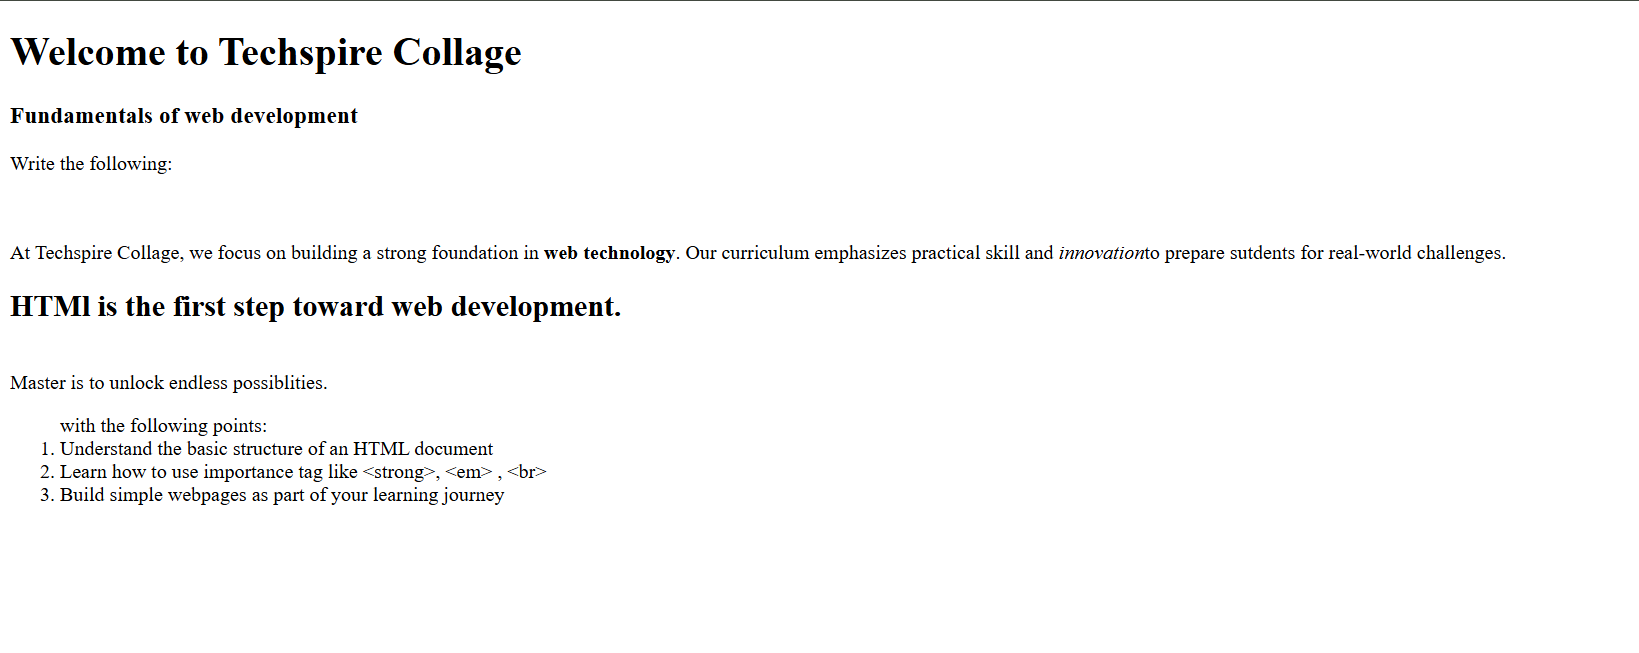 Welcome to Techspire Collage
Fundamentals of web development
Write the following:
At Techspire Collage, we focus on building a strong foundation in web technology. Our curriculum emphasizes practical skill and innovationto prepare sutdents for real-world challenges.
HTMl is the first step toward web development.
Master is to unlock endless possiblities.
with the following points:
1. Understand the basic structure of an HTML document
2. Learn how to use importance tag like <strong>, <em> , <br>
3. Build simple webpages as part of your learning journey